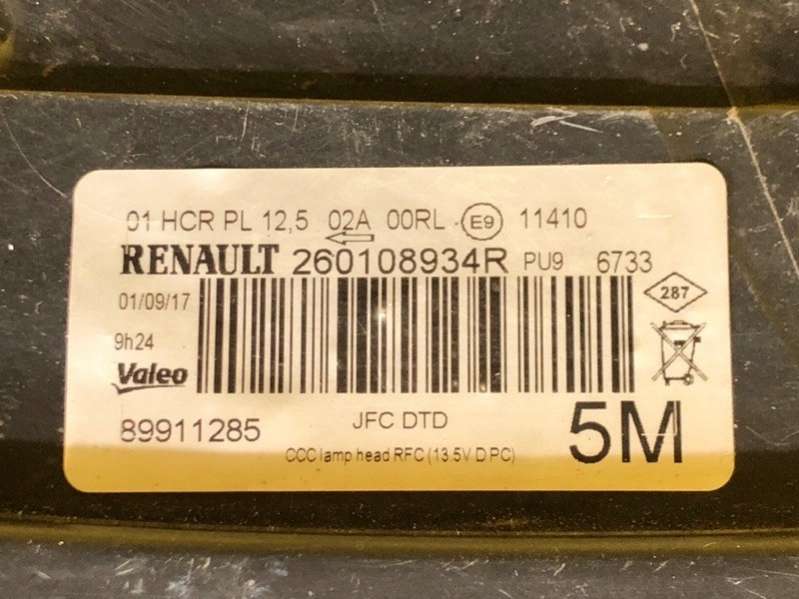 01 HCR PL 12,5 02A 00RL E9 11410
RENAULT 260108934R PU9 6733
01/09/17
287
9h24
Valeo
89911285
JFC DTD
5M
CCC lamp head RFC (13.5V D PC)